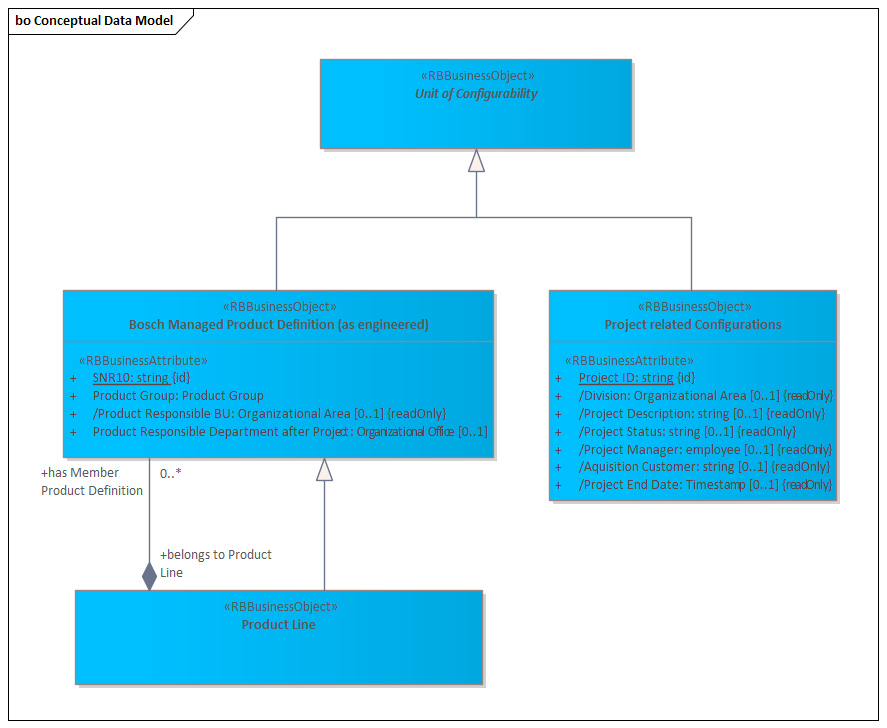 bo Conceptual Data Model
«RBBusinessObject»
Unit of Configurability
«RBBusinessObject»
Bosch Managed Product Definition (as engineered)
«RBBusinessAttribute»
+ SNR10: string {id}
+ Product Group: Product Group
+ /Product Responsible BU: Organizational Area [0..1] {readOnly}
+ Product Responsible Department after Project: Organizational Office [0..1]
«RBBusinessObject»
Project related Configurations
«RBBusinessAttribute»
+ Project ID: string {id}
+ /Division: Organizational Area [0..1] {readOnly}
+ /Project Description: string [0..1] {readOnly}
+ /Project Status: string [0..1] {readOnly}
+ /Project Manager: employee [0..1] {readOnly}
+ /Aquisition Customer: string [0..1] {readOnly}
+ /Project End Date: Timestamp [0..1] {readOnly}
+has Member
Product Definition
0..*
+belongs to Product
Line
«RBBusinessObject»
Product Line